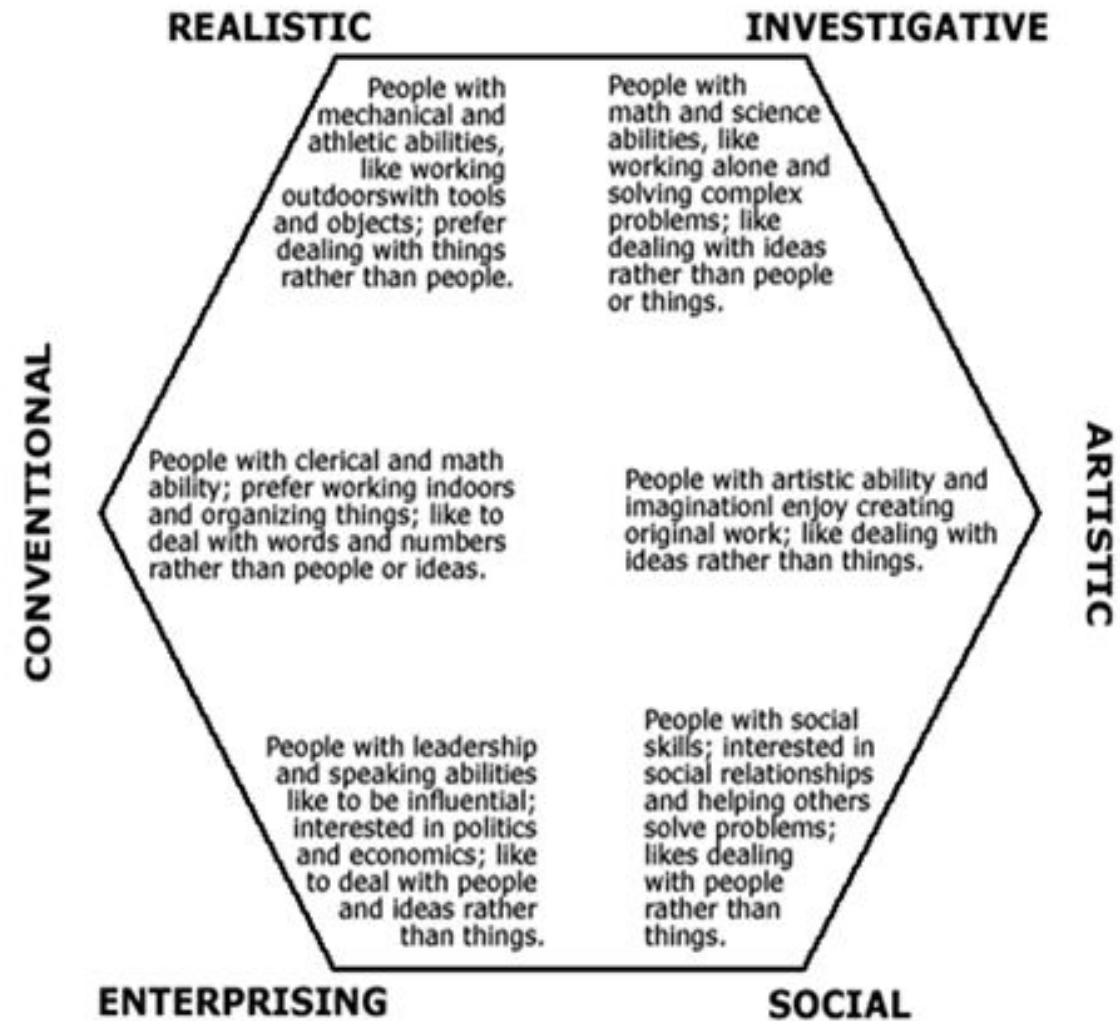 REALISTIC
INVESTIGATIVE
People with
mechanical and
athletic abilities,
like working
outdoorswith tools
and objects; prefer
dealing with things
rather than people.
People with
math and science
abilities, like
working alone and
solving complex
problems; like
dealing with ideas
rather than people
or things.
CONVENTIONAL
People with clerical and math
ability; prefer working indoors
and organizing things; like to
deal with words and numbers
rather than people or ideas.
People with artistic ability and
imaginationl enjoy creating
original work; like dealing with
ideas rather than things.
ARTISTIC
People with leadership
and speaking abilities
like to be influential;
interested in politics
and economics; like
to deal with people
and ideas rather
than things.
People with social
skills; interested in
social relationships
and helping others
solve problems;
likes dealing
with people
rather than
things.
ENTERPRISING
SOCIAL